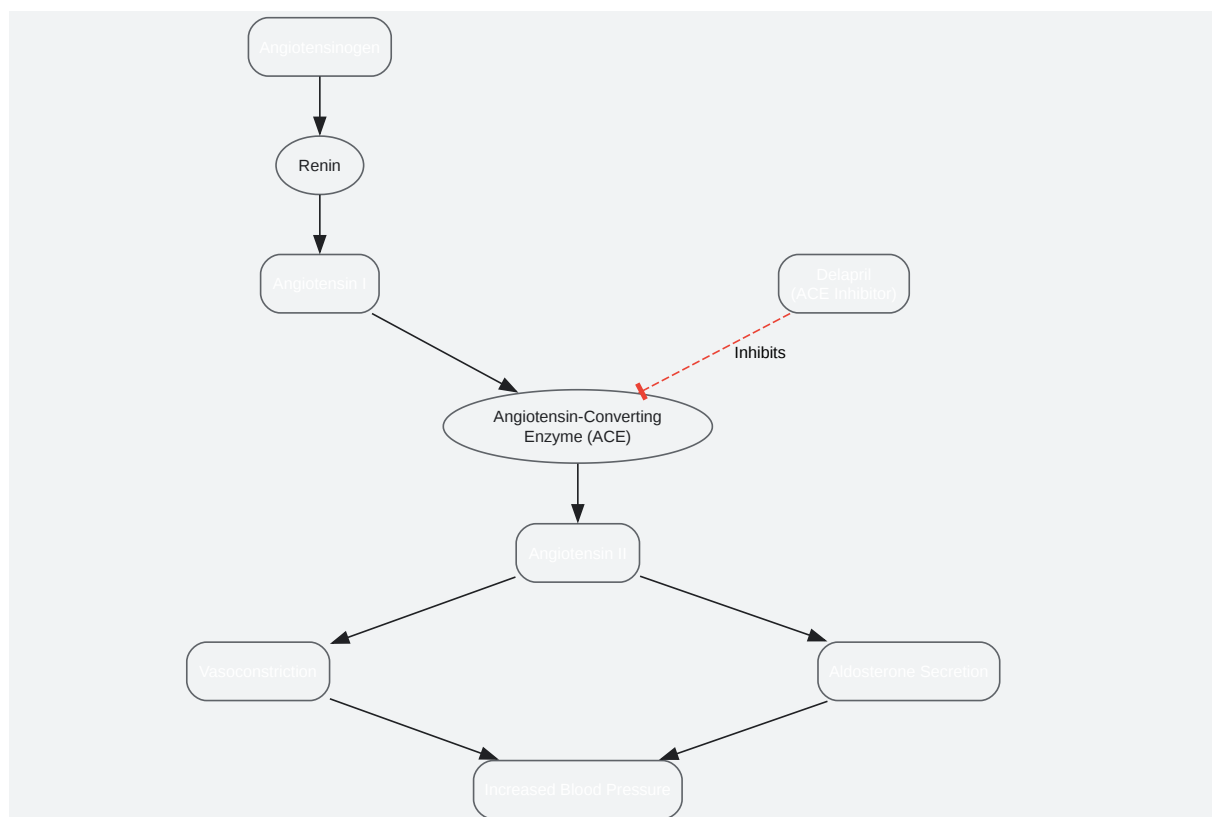 Angiotensinogen
Renin
Angiotensin I
Delapril
(ACE Inhibitor)
Inhibits
Angiotensin-Converting
Enzyme (ACE)
Angiotensin II
Vasoconstriction
Aldosterone Secretion
Increased Blood Pressure